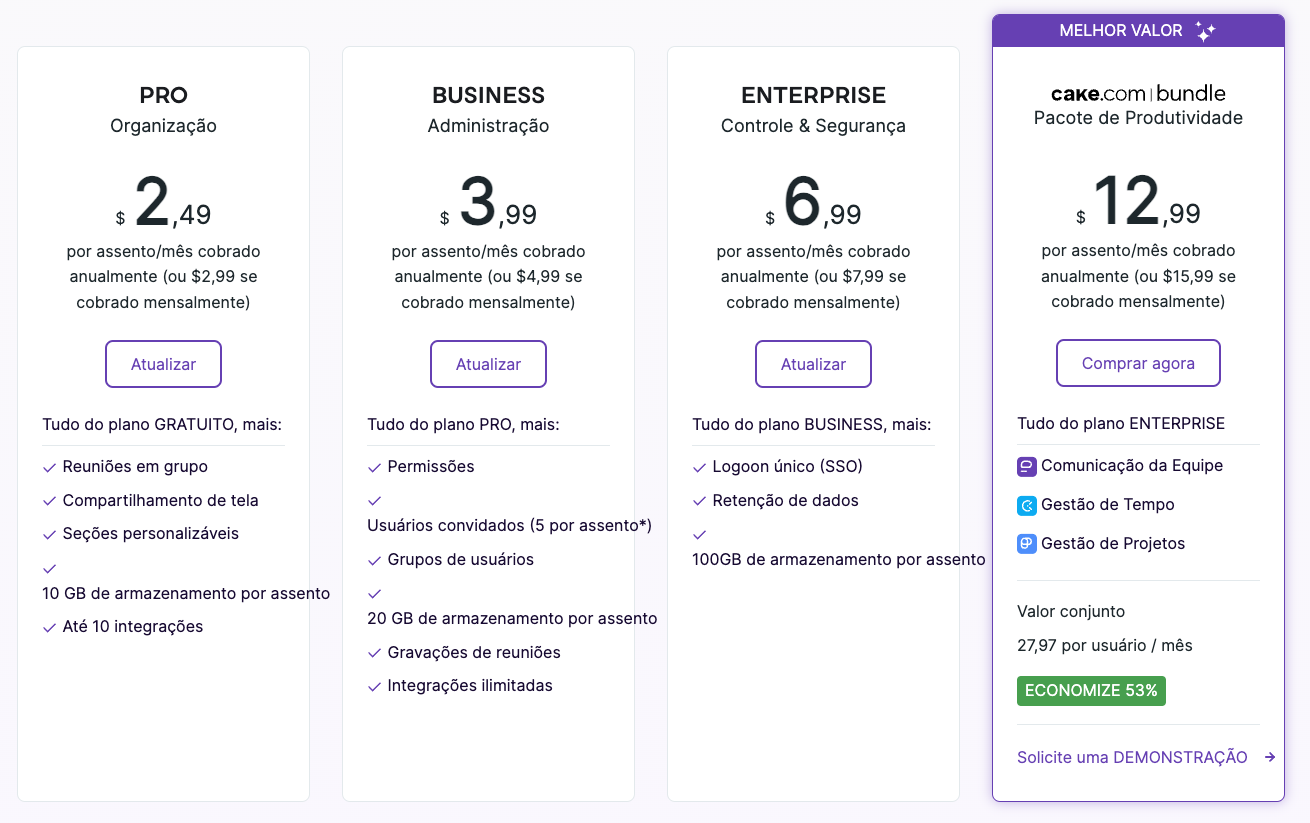 PRO
Organização
$ 2,49
por assento/mês cobrado
anualmente (ou $2,99 se
cobrado mensalmente)
Atualizar
Tudo do plano GRATUITO, mais:
Reuniões em grupo
Compartilhamento de tela
Seções personalizáveis
10 GB de armazenamento por assento
Até 10 integrações
BUSINESS
Administração
$ 3,99
por assento/mês cobrado
anualmente (ou $4,99 se
cobrado mensalmente)
Atualizar
Tudo do plano PRO, mais:
Permissões
Usuários convidados (5 por assento*)
Grupos de usuários
20 GB de armazenamento por assento
Gravações de reuniões
Integrações ilimitadas
ENTERPRISE
Controle & Segurança
$ 6,99
por assento/mês cobrado
anualmente (ou $7,99 se
cobrado mensalmente)
Atualizar
Tudo do plano BUSINESS, mais:
Logoon único (SSO)
Retenção de dados
100GB de armazenamento por assento
MELHOR VALOR
cake.com | bundle
Pacote de Produtividade
$ 12,99
por assento/mês cobrado
anualmente (ou $15,99 se
cobrado mensalmente)
Comprar agora
Tudo do plano ENTERPRISE
Comunicação da Equipe
Gestão de Tempo
Gestão de Projetos
Valor conjunto
27,97 por usuário / mês
ECONOMIZE 53%
Solicite uma DEMONSTRAÇÃO →